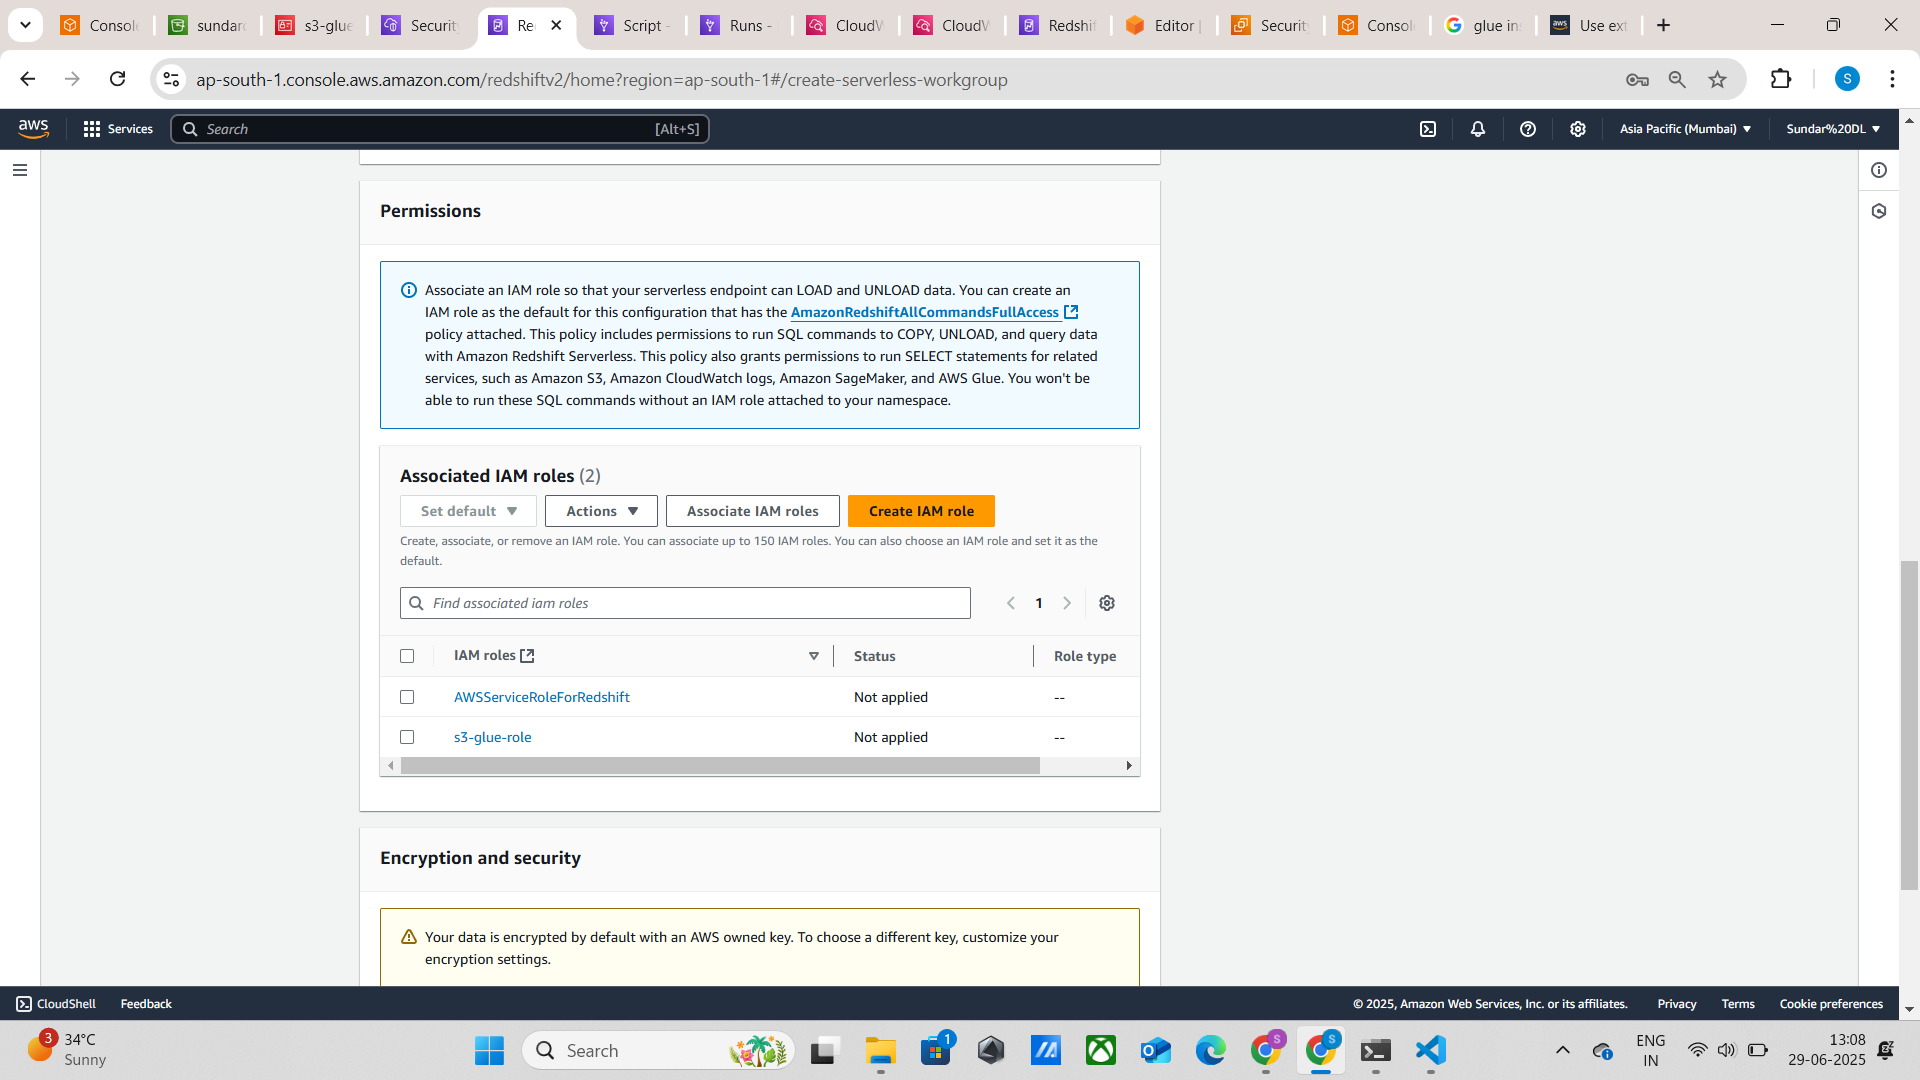 Console
sundar
s3-glue
Security
Re
Script -
Runs -
CloudW
CloudW
Redshif
Editor |
Security
Console
glue ins
Use ext
ap-south-1.console.aws.amazon.com/redshiftv2/home?region=ap-south-1#/create-serverless-workgroup
S
aws
Services
Search
[Alt+S]
Asia Pacific (Mumbai)
Sundar%20DL
Permissions
Associate an IAM role so that your serverless endpoint can LOAD and UNLOAD data. You can create an
IAM role as the default for this configuration that has the AmazonRedshiftAllCommandsFullAccess
policy attached. This policy includes permissions to run SQL commands to COPY, UNLOAD, and query data
with Amazon Redshift Serverless. This policy also grants permissions to run SELECT statements for related
services, such as Amazon S3, Amazon CloudWatch logs, Amazon SageMaker, and AWS Glue. You won't be
able to run these SQL commands without an IAM role attached to your namespace.
Associated IAM roles (2)
Set default
Actions
Associate IAM roles
Create IAM role
Create, associate, or remove an IAM role. You can associate up to 150 IAM roles. You can also choose an IAM role and set it as the
default.
Find associated iam roles
1
IAM roles
Status
Role type
AWSServiceRoleForRedshift
Not applied
--
s3-glue-role
Not applied
--
Encryption and security
Your data is encrypted by default with an AWS owned key. To choose a different key, customize your
encryption settings.
CloudShell
Feedback
© 2025, Amazon Web Services, Inc. or its affiliates.
Privacy
Terms
Cookie preferences
3
34°C
Sunny
Search
1
S
S
ENG
IN
13:08
29-06-2025